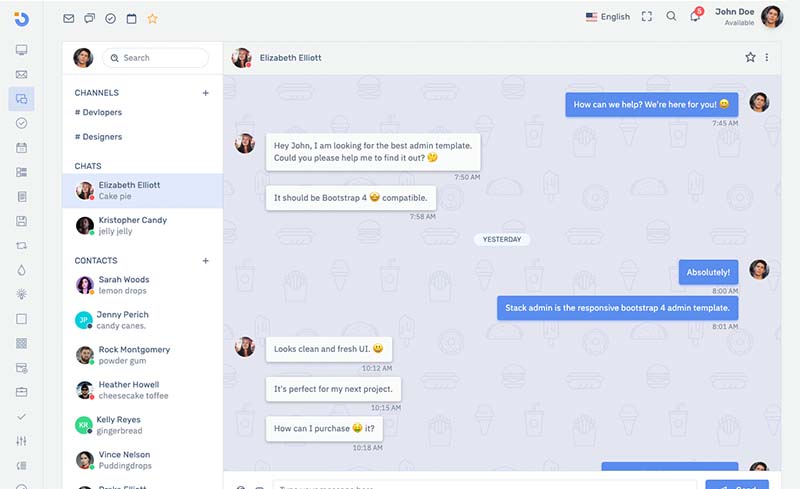 English
5
John Doe
Available
Search
CHANNELS +
# Devlopers
# Designers
CHATS
Elizabeth Elliott
Cake pie
Kristopher Candy
jelly jelly
CONTACTS +
Sarah Woods
lemon drops
JP
Jenny Perich
candy canes.
Rock Montgomery
powder gum
Heather Howell
cheesecake toffee
KR
Kelly Reyes
gingerbread
Vince Nelson
Puddingdrops
Elizabeth Elliott
How can we help? We're here for you! 😄
7:45 AM
Hey John, I am looking for the best admin template.
Could you please help me to find it out? 🤔
7:50 AM
It should be Bootstrap 4 🤩 compatible.
7:58 AM
YESTERDAY
Absolutely!
8:00 AM
Stack admin is the responsive bootstrap 4 admin template.
8:01 AM
Looks clean and fresh UI. 😃
10:12 AM
It's perfect for my next project.
10:15 AM
How can I purchase 🤑 it?
10:18 AM